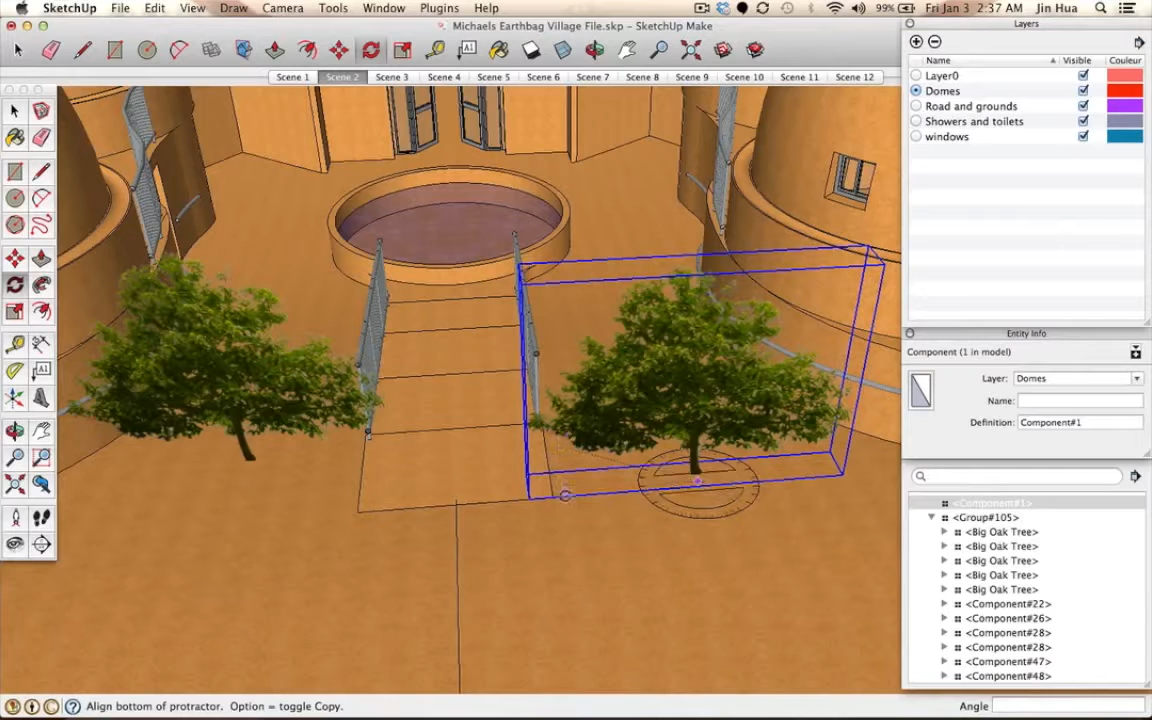 SketchUp File Edit View Draw Camera Tools Window Plugins Help 99% Fri Jan 3 2:37 AM Jin Hua
Michaels Earthbag Village File.skp - SketchUp Make
Layers
Scene 1 Scene 2 Scene 3 Scene 4 Scene 5 Scene 6 Scene 7 Scene 8 Scene 9 Scene 10 Scene 11 Scene 12
Name Visible Colour
Layer0
Domes
Road and grounds
Showers and toilets
windows
Entity Info
Component (1 in model)
Layer: Domes
Name:
Definition: Component#1
<Component#1>
<Group#105>
<Big Oak Tree>
<Big Oak Tree>
<Big Oak Tree>
<Big Oak Tree>
<Big Oak Tree>
<Component#22>
<Component#26>
<Component#28>
<Component#28>
<Component#47>
<Component#48>
Align bottom of protractor. Option = toggle Copy.
Angle